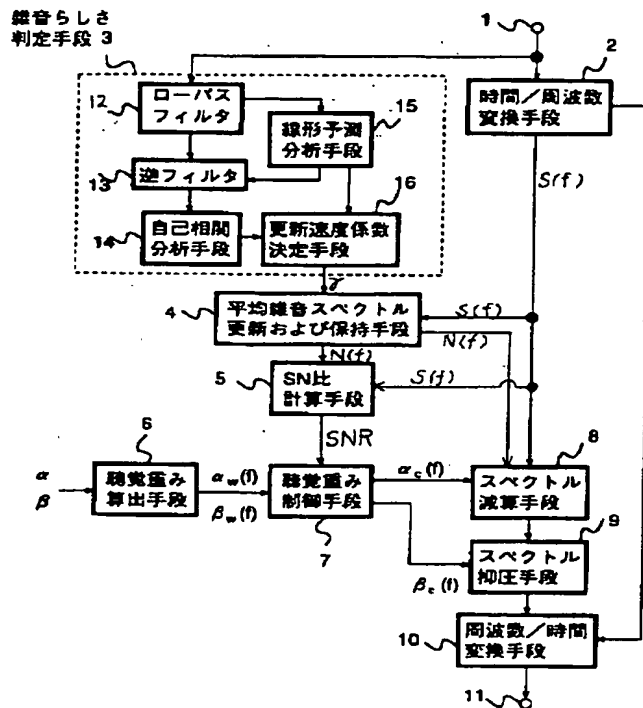 雑音らしさ
判定手段 3
1
2
12
ローパス
フィルタ
15
線形予測
分析手段
時間/周波数
変換手段
13
逆フィルタ
16
S(f)
14
自己相関
分析手段
更新速度係数
決定手段
γ
4
平均雑音スペクトル
更新および保持手段
S(f)
N(f)
N(f)
5
SN比
計算手段
S(f)
6
SNR
8
α
β
聴覚重み
算出手段
αw(f)
βw(f)
聴覚重み
制御手段
αc(f)
スペクトル
減算手段
7
9
βc(f)
スペクトル
抑圧手段
10
周波数/時間
変換手段
11